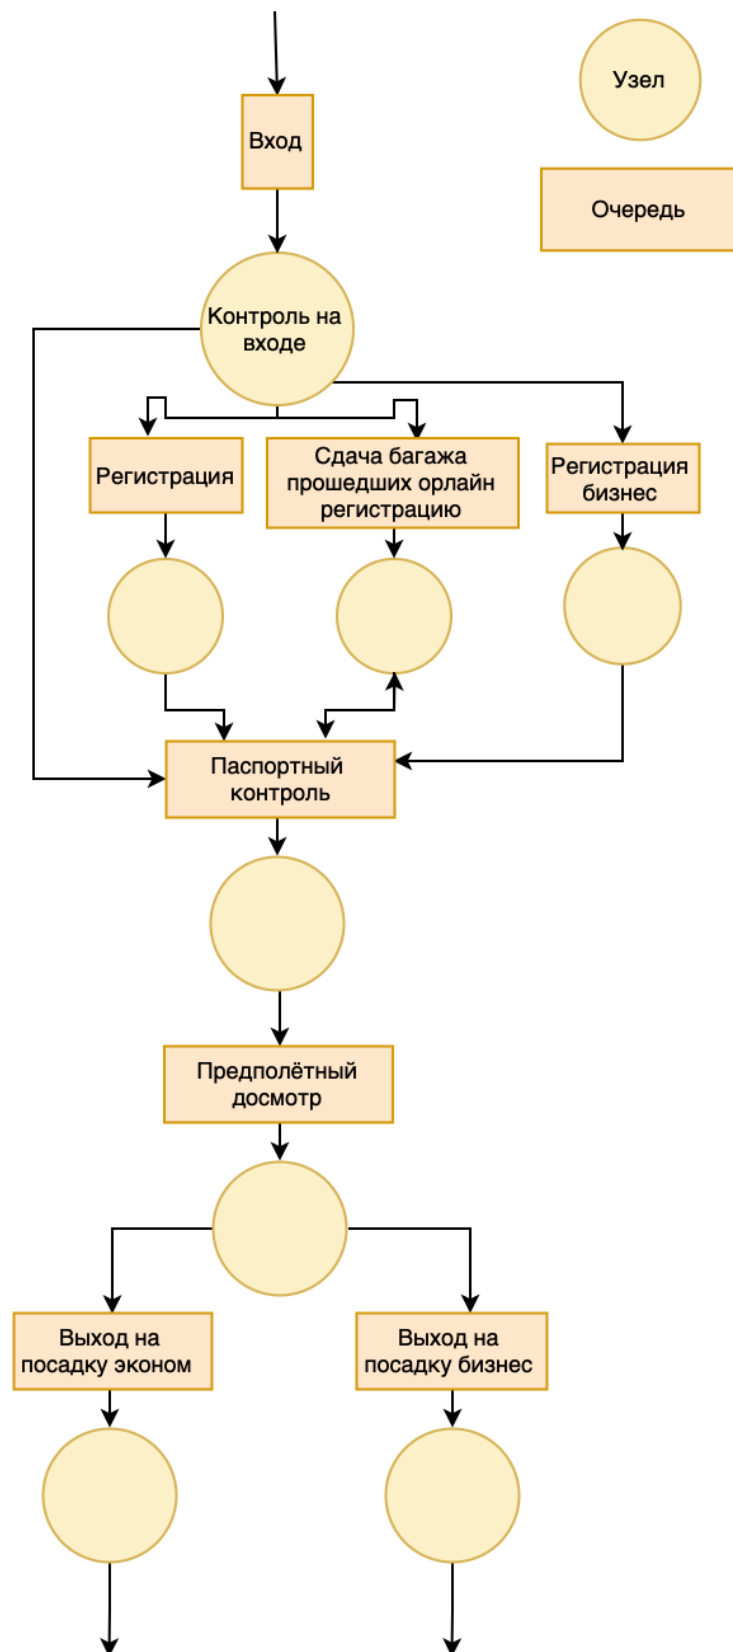 Узел
Вход
Очередь
Контроль на
входе
Регистрация
Сдача багажа
прошедших орлайн
регистрацию
Регистрация
бизнес
Паспортный
контроль
Предполётный
досмотр
Выход на
посадку эконом
Выход на
посадку бизнес